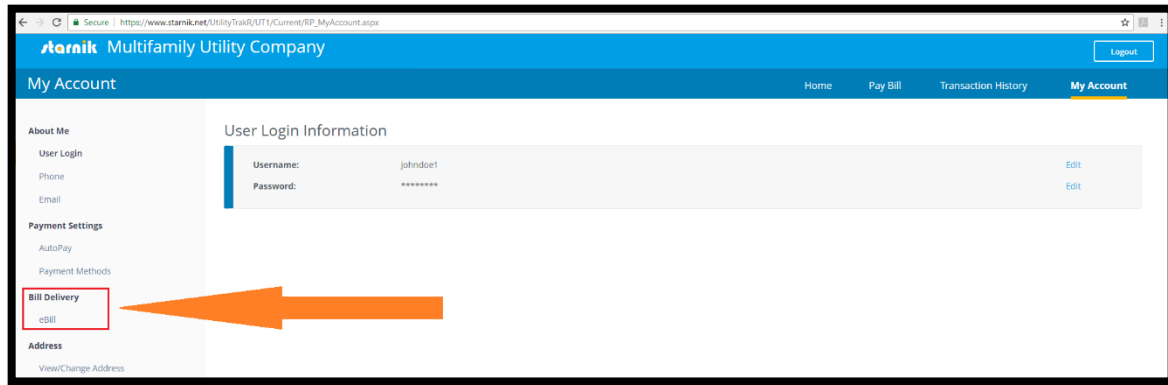 Secure | https://www.starnik.net/UtilityTrakR/UT1/Current/RP_MyAccount.aspx
starnik Multifamily Utility Company
Logout
My Account
Home Pay Bill Transaction History My Account
About Me
User Login
Phone
Email
Payment Settings
AutoPay
Payment Methods
Bill Delivery
eBill
Address
View/Change Address
User Login Information
Username: johndoe1 Edit
Password: ******** Edit